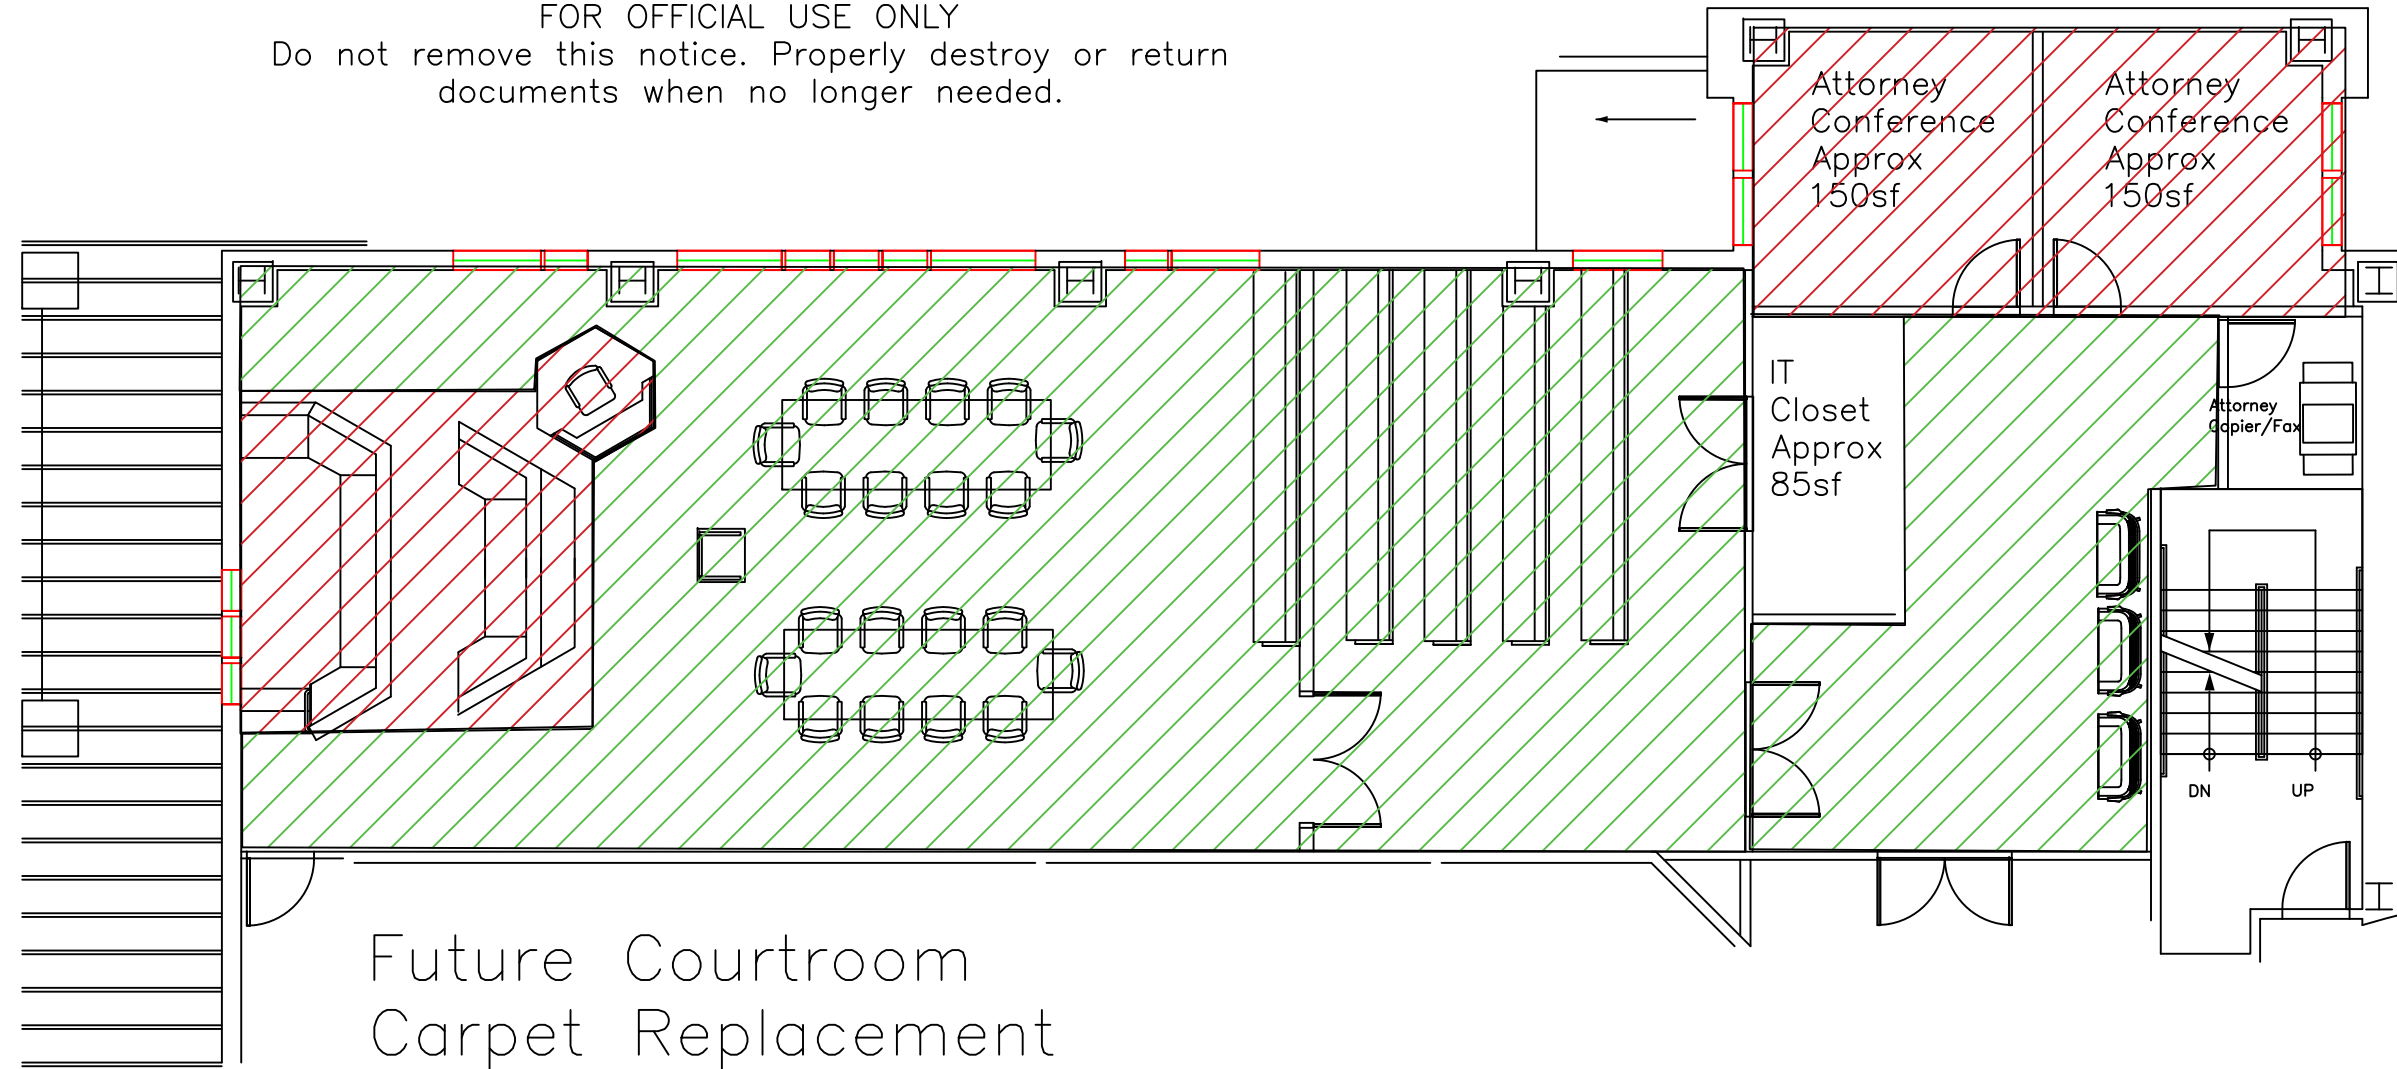 FOR OFFICIAL USE ONLY
Do not remove this notice. Properly destroy or return
documents when no longer needed.
Attorney
Conference
Approx
150sf
Attorney
Conference
Approx
150sf
IT
Closet
Approx
85sf
Attorney
Copier/Fax
DN
UP
Future Courtroom
Carpet Replacement